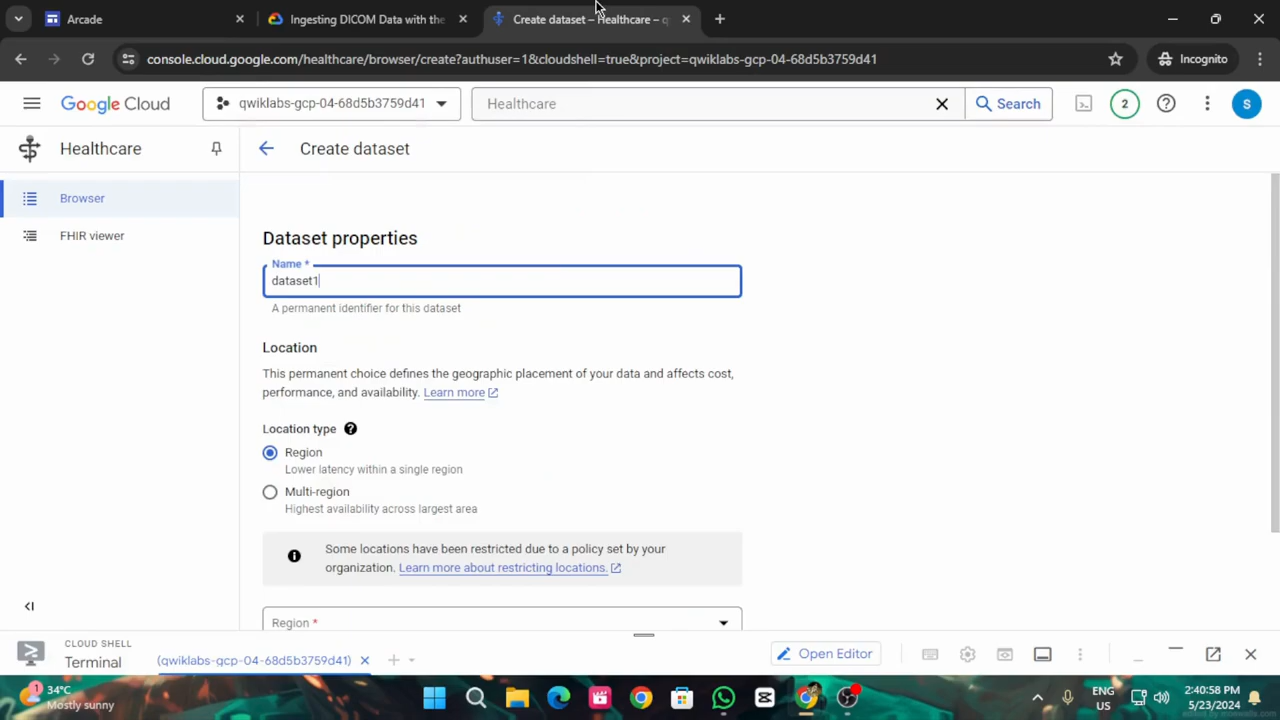 Arcade
Ingesting DICOM Data with the
Create dataset – Healthcare – q
console.cloud.google.com/healthcare/browser/create?authuser=1&cloudshell=true&project=qwiklabs-gcp-04-68d5b3759d41
Incognito
Google Cloud
qwiklabs-gcp-04-68d5b3759d41
Healthcare
Search
2
S
Healthcare
Create dataset
Browser
FHIR viewer
Dataset properties
Name *
dataset1
A permanent identifier for this dataset
Location
This permanent choice defines the geographic placement of your data and affects cost,
performance, and availability. Learn more
Location type
Region
Lower latency within a single region
Multi-region
Highest availability across largest area
Some locations have been restricted due to a policy set by your
organization. Learn more about restricting locations.
Region *
CLOUD SHELL
Terminal
(qwiklabs-gcp-04-68d5b3759d41)
Open Editor
1
34°C
Mostly sunny
ENG
US
2:40:58 PM
5/23/2024